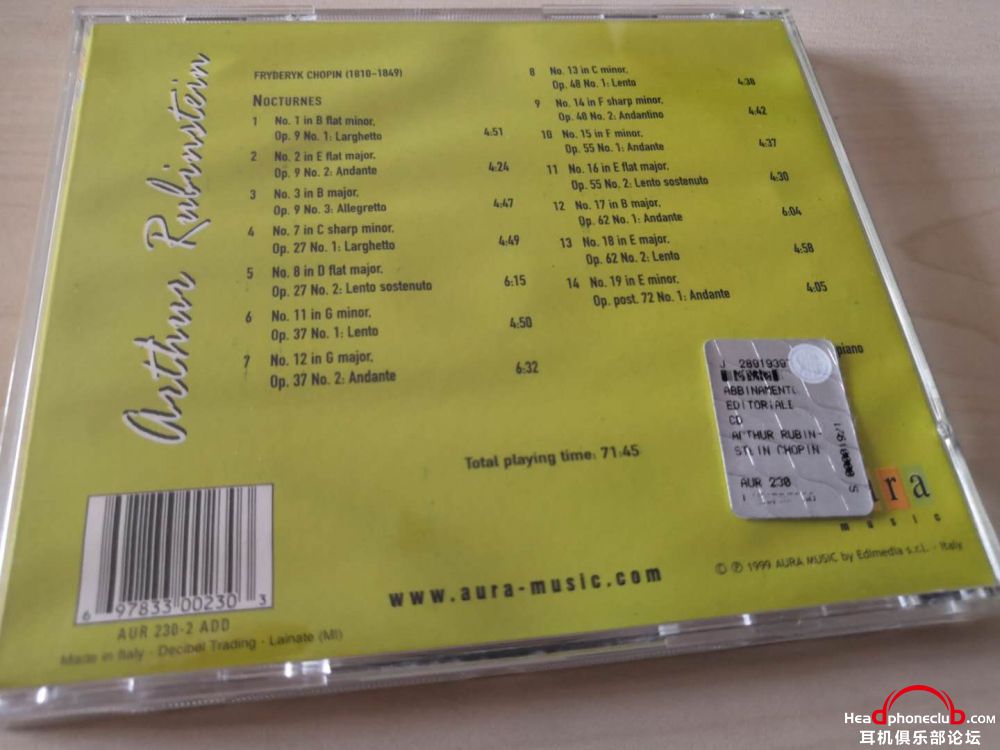 Arthur Rubinstein
FRYDERYK CHOPIN (1810-1849)
NOCTURNES
1 No. 1 in B flat minor,
Op. 9 No. 1: Larghetto 4:51
2 No. 2 in E flat major,
Op. 9 No. 2: Andante 4:24
3 No. 3 in B major,
Op. 9 No. 3: Allegretto 4:47
4 No. 7 in C sharp minor,
Op. 27 No. 1: Larghetto 4:49
5 No. 8 in D flat major,
Op. 27 No. 2: Lento sostenuto 6:15
6 No. 11 in G minor,
Op. 37 No. 1: Lento 4:50
7 No. 12 in G major,
Op. 37 No. 2: Andante 6:32
8 No. 13 in C minor,
Op. 48 No. 1: Lento 4:38
9 No. 14 in F sharp minor,
Op. 48 No. 2: Andantino 4:42
10 No. 15 in F minor,
Op. 55 No. 1: Andante 4:37
11 No. 16 in E flat major,
Op. 55 No. 2: Lento sostenuto 4:30
12 No. 17 in B major,
Op. 62 No. 1: Andante 6:04
13 No. 18 in E major,
Op. 62 No. 2: Lento 4:58
14 No. 19 in E minor,
Op. post. 72 No. 1: Andante 4:05
piano
Total playing time: 71:45
ABBINAMENTO
EDITORIALE
CD
ARTHUR RUBIN-
STEIN CHOPIN
AUR 230
ra
music
www.aura-music.com
© ℗ 1999 AURA MUSIC by Edimedia s.r.l. - Italy
6 97833 00230 3
AUR 230-2 ADD
Made in Italy - Decibel Trading - Lainate (MI)
Headphoneclub.com
耳机俱乐部论坛